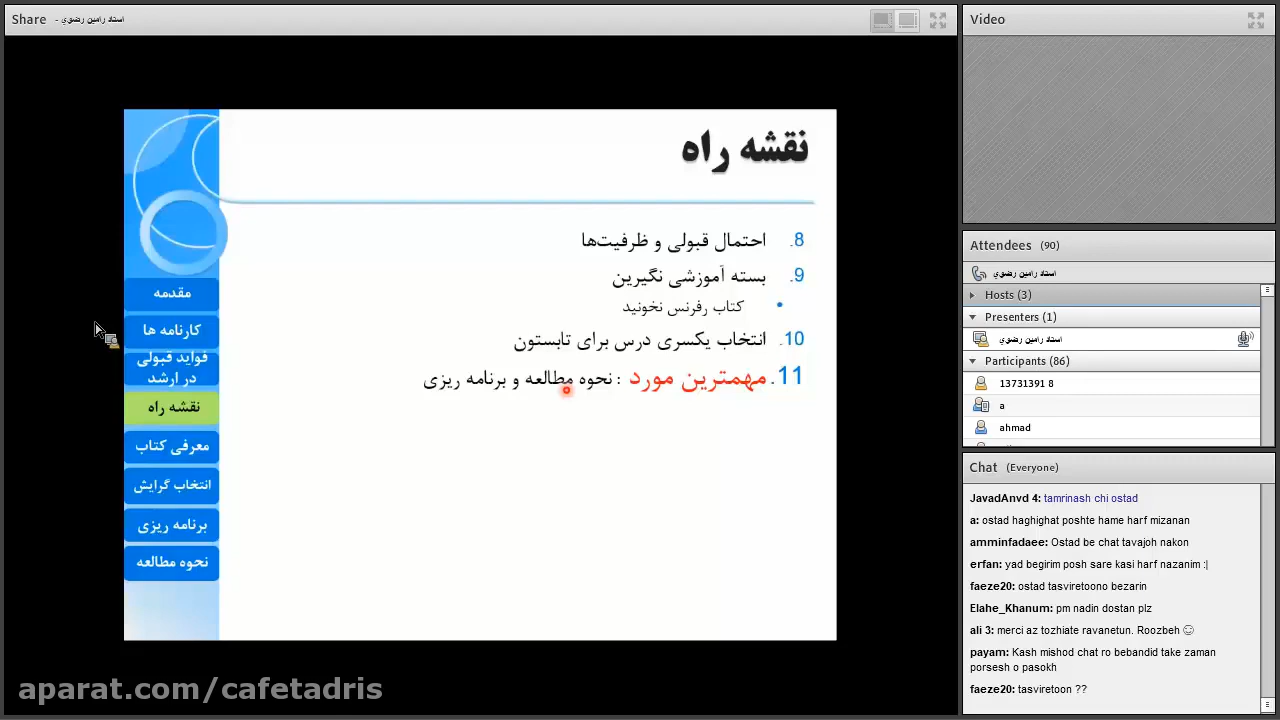 Share - استاد رامین رضوی
نقشه راه
8. احتمال قبولی و ظرفیت‌ها
9. بسته آموزشی نگیرین
• کتاب رفرنس نخونید
10. انتخاب یکسری درس برای تابستون
11. مهمترین مورد : نحوه مطالعه و برنامه ریزی
مقدمه
کارنامه ها
فواید قبولی
در ارشد
نقشه راه
معرفی کتاب
انتخاب گرایش
برنامه ریزی
نحوه مطالعه
aparat.com/cafetadris
Video
Attendees (90)
استاد رامین رضوی
Hosts (3)
Presenters (1)
استاد رامین رضوی
Participants (86)
13731391 8
a
ahmad
Chat (Everyone)
JavadAnvd 4: tamrinash chi ostad
a: ostad haghighat poshte hame harf mizanan
amminfadaee: Ostad be chat tavajoh nakon
erfan: yad begirim posh sare kasi harf nazanim :|
faeze20: ostad tasviretoono bezarin
Elahe_Khanum: pm nadin dostan plz
ali 3: merci az tozhiate ravanetun. Roozbeh ☺
payam: Kash mishod chat ro bebandid take zaman
porsesh o pasokh
faeze20: tasviretoon ??